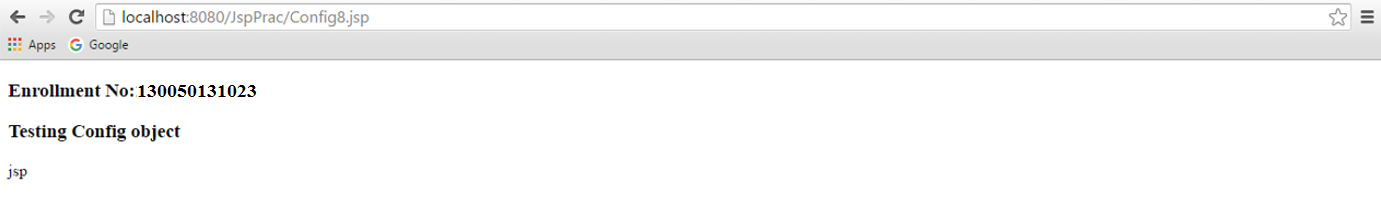 localhost:8080/JspPrac/Config8.jsp
Apps Google
Enrollment No:130050131023
Testing Config object
jsp